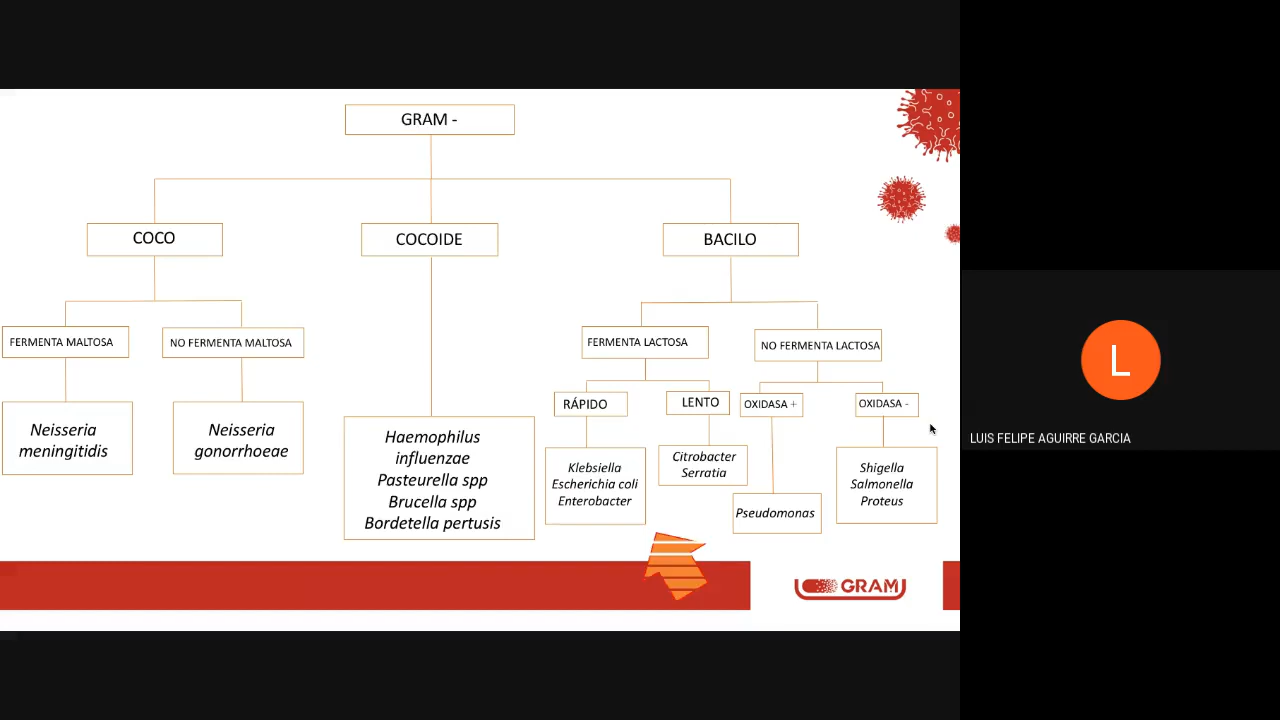 GRAM -
COCO
COCOIDE
BACILO
FERMENTA MALTOSA
NO FERMENTA MALTOSA
FERMENTA LACTOSA
NO FERMENTA LACTOSA
RÁPIDO
LENTO
OXIDASA +
OXIDASA -
Neisseria
meningitidis
Neisseria
gonorrhoeae
Haemophilus
influenzae
Pasteurella spp
Brucella spp
Bordetella pertusis
Klebsiella
Escherichia coli
Enterobacter
Citrobacter
Serratia
Pseudomonas
Shigella
Salmonella
Proteus
GRAM
L
LUIS FELIPE AGUIRRE GARCIA